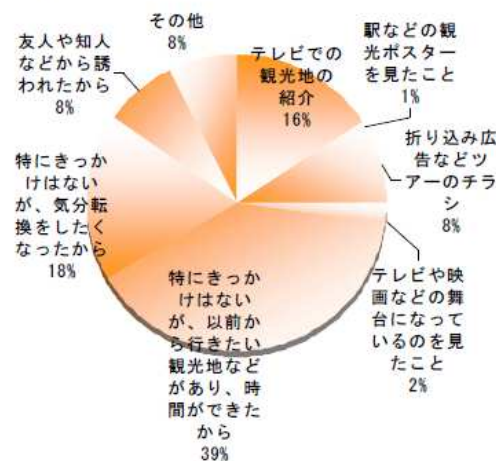 テレビでの
観光地の
紹介
16%
駅などの観
光ポスター
を見たこと
1%
折り込み広
告などツ
アーのチラ
シ
8%
テレビや映
画などの舞
台になって
いるのを見
たこと
2%
特にきっか
けはない
が、以前か
ら行きたい
観光地など
があり、時
間ができた
から
39%
特にきっか
けはない
が、気分転
換をしたく
なったから
18%
友人や知人
などから誘
われたから
8%
その他
8%